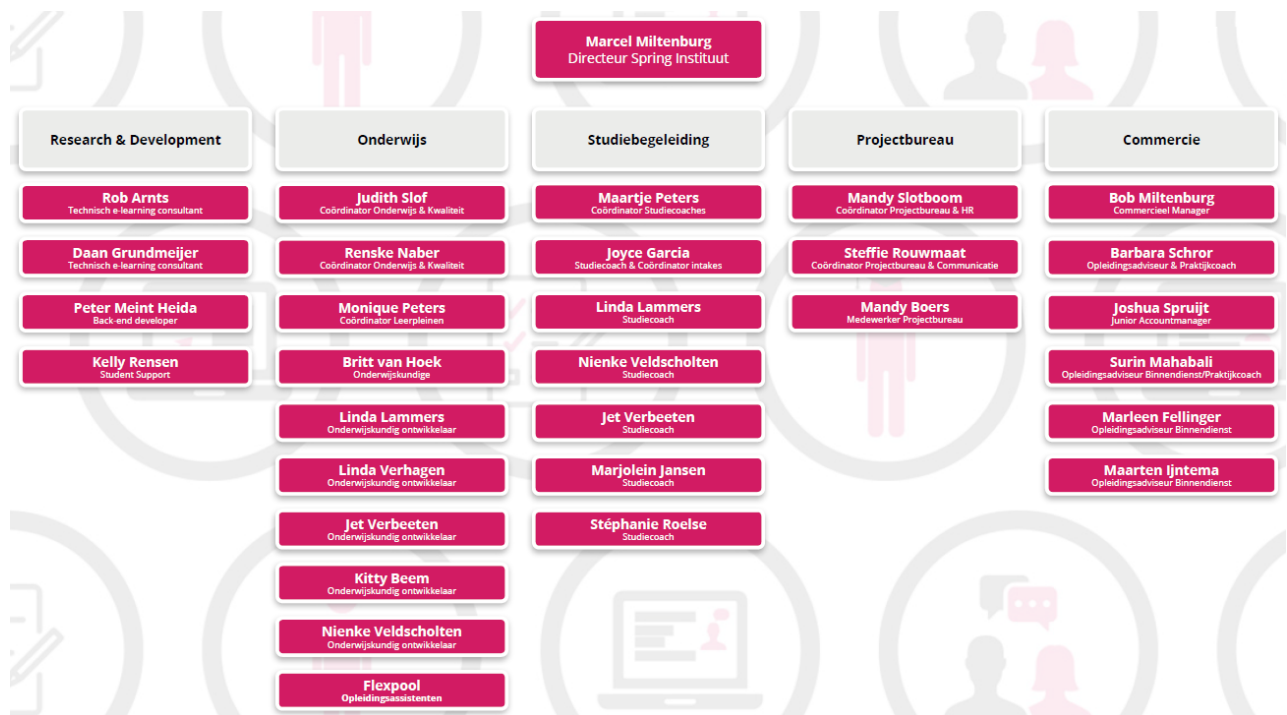 Marcel Miltenburg
Directeur Spring Instituut
Research & Development
Rob Arnts
Technisch e-learning consultant
Daan Grundmeijer
Technisch e-learning consultant
Peter Meint Heida
Back-end developer
Kelly Rensen
Student Support
Onderwijs
Judith Slof
Coördinator Onderwijs & Kwaliteit
Renske Naber
Coördinator Onderwijs & Kwaliteit
Monique Peters
Coördinator Leerpleinen
Britt van Hoek
Onderwijskundige
Linda Lammers
Onderwijskundig ontwikkelaar
Linda Verhagen
Onderwijskundig ontwikkelaar
Jet Verbeeten
Onderwijskundig ontwikkelaar
Kitty Beem
Onderwijskundig ontwikkelaar
Nienke Veldscholten
Onderwijskundig ontwikkelaar
Flexpool
Opleidingsassistenten
Studiebegeleiding
Maartje Peters
Coördinator Studiecoaches
Joyce Garcia
Studiecoach & Coördinator intakes
Linda Lammers
Studiecoach
Nienke Veldscholten
Studiecoach
Jet Verbeeten
Studiecoach
Marjolein Jansen
Studiecoach
Stéphanie Roelse
Studiecoach
Projectbureau
Mandy Slotboom
Coördinator Projectbureau & HR
Steffie Rouwmaat
Coördinator Projectbureau & Communicatie
Mandy Boers
Medewerker Projectbureau
Commercie
Bob Miltenburg
Commercieel Manager
Barbara Schror
Opleidingsadviseur & Praktijkcoach
Joshua Spruijt
Junior Accountmanager
Surin Mahabali
Opleidingsadviseur Binnendienst/Praktijkcoach
Marleen Fellinger
Opleidingsadviseur Binnendienst
Maarten Ijntema
Opleidingsadviseur Binnendienst